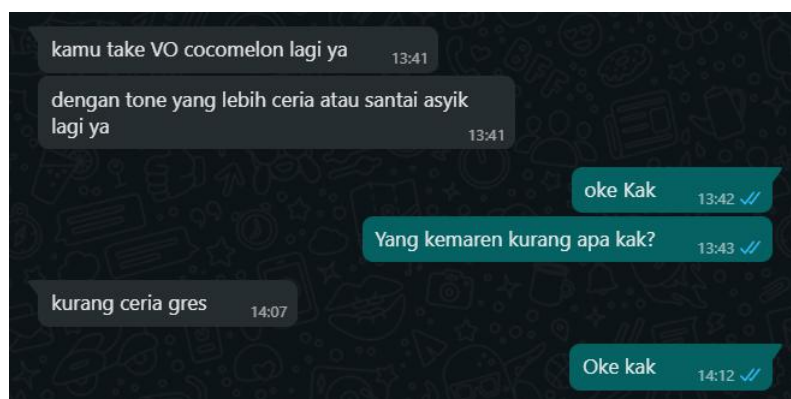 kamu take VO cocomelon lagi ya
13:41
dengan tone yang lebih ceria atau santai asyik
lagi ya
13:41
oke Kak
13:42
Yang kemaren kurang apa kak?
13:43
kurang ceria gres
14:07
Oke kak
14:12